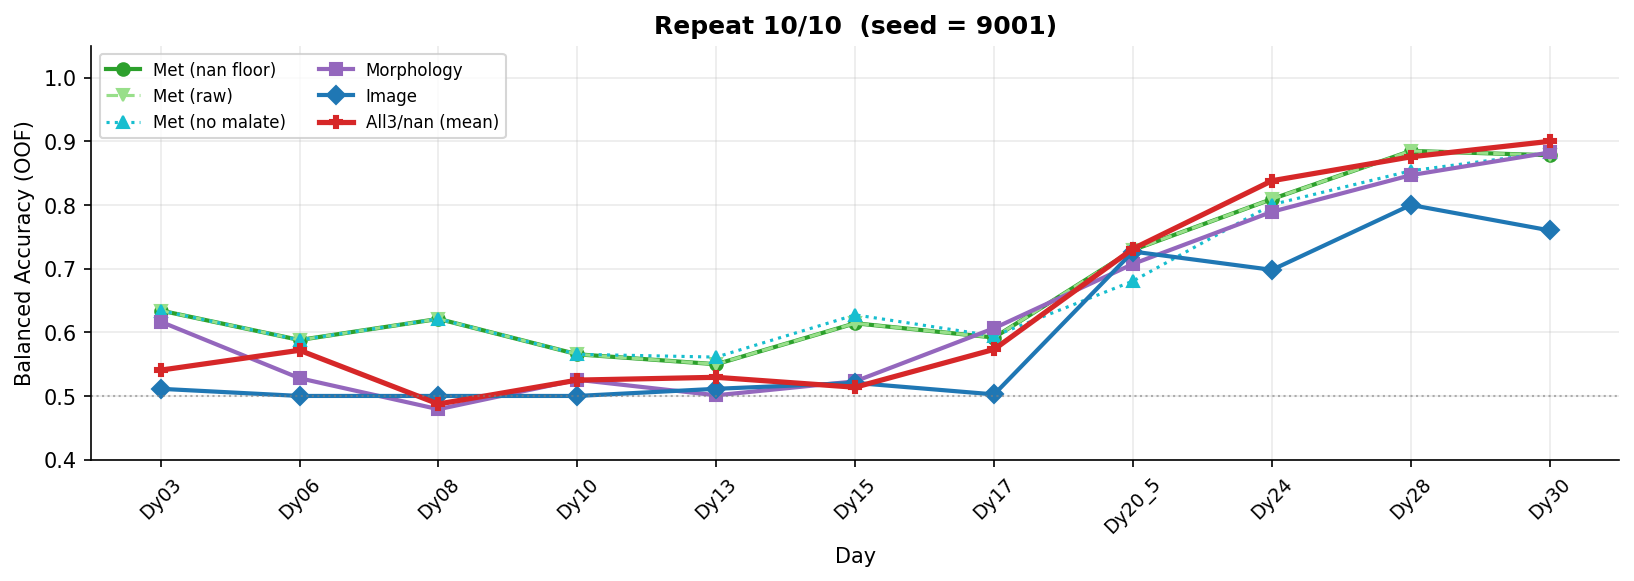 Repeat 10/10  (seed = 9001)
Balanced Accuracy (OOF)
1.0
0.9
0.8
0.7
0.6
0.5
0.4
Met (nan floor)
Met (raw)
Met (no malate)
Morphology
Image
All3/nan (mean)
Dy03
Dy06
Dy08
Dy10
Dy13
Dy15
Dy17
Dy20_5
Dy24
Dy28
Dy30
Day